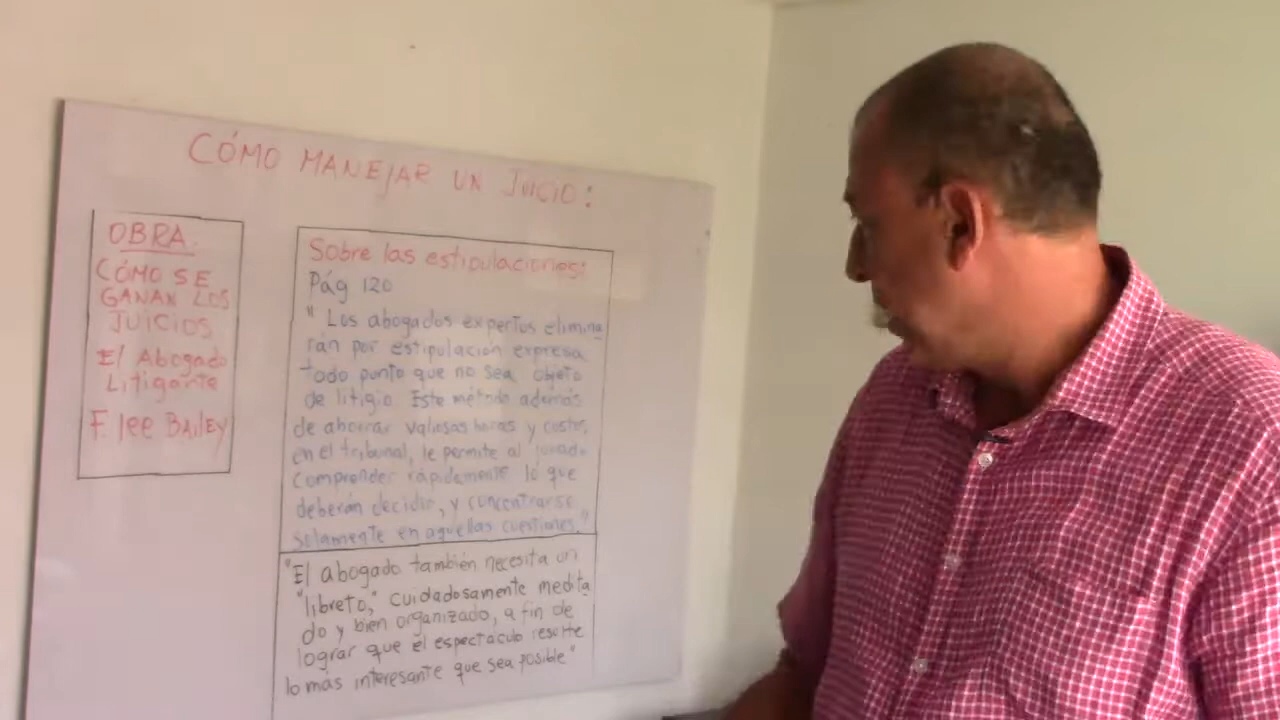 CÓMO MANEJAR UN JUICIO:
OBRA.
CÓMO SE
GANAN LOS
JUICIOS
El Abogado
Litigante
F. lee BAILEY
Sobre las estipulaciones:
Pág 120
" Los abogados expertos elimina
rán por estipulación expresa
todo punto que no sea objeto
de litigio. Este método además
de ahorrar valiosas horas y costos
en el tribunal, le permite al jurado
comprender rápidamente lo que
deberán decidir, y concentrarse
solamente en aquellas cuestiones."
"El abogado también necesita un
"libreto," cuidadosamente medita
do y bien organizado, a fin de
lograr que el espectáculo resulte
lo más interesante que sea posible"